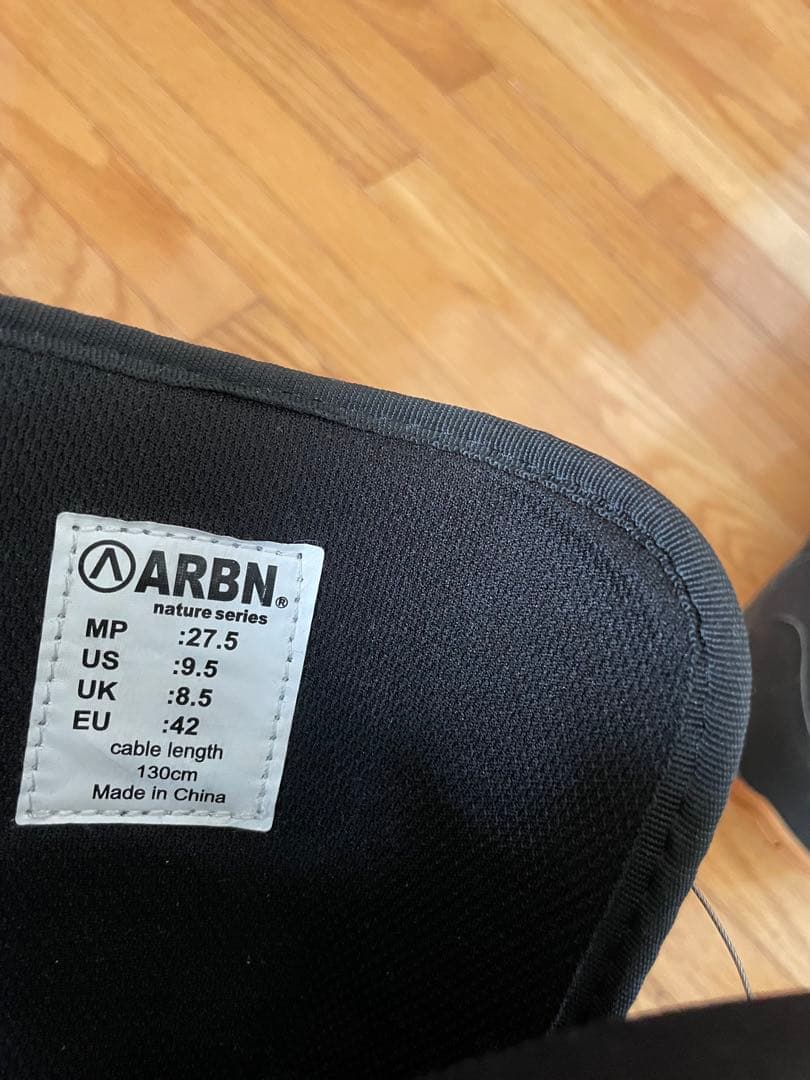 ARBN®
nature series
MP :27.5
US :9.5
UK :8.5
EU :42
cable length
130cm
Made in China